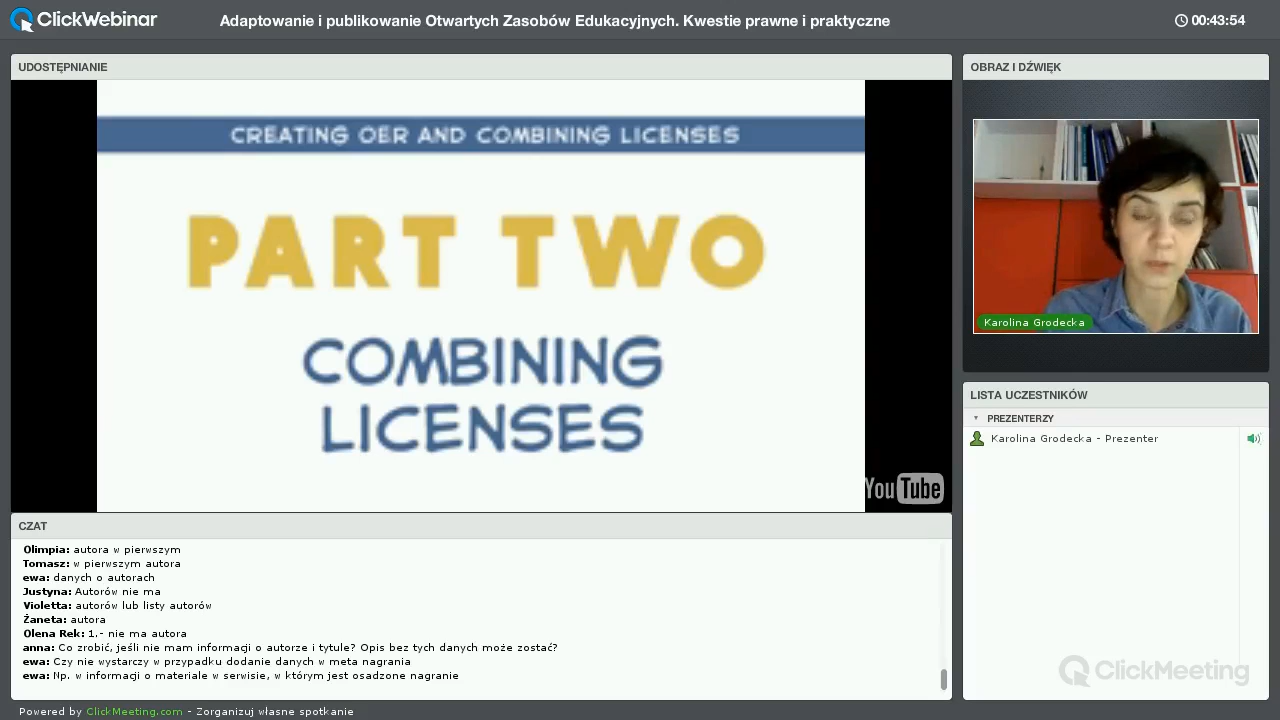 ClickWebinar
Adaptowanie i publikowanie Otwartych Zasobów Edukacyjnych. Kwestie prawne i praktyczne
00:43:54
UDOSTĘPNIANIE
CREATING OER AND COMBINING LICENSES
PART TWO
COMBINING
LICENSES
YouTube
OBRAZ I DŹWIĘK
Karolina Grodecka
LISTA UCZESTNIKÓW
PREZENTERZY
Karolina Grodecka - Prezenter
CZAT
Olimpia: autora w pierwszym
Tomasz: w pierwszym autora
ewa: danych o autorach
Justyna: Autorów nie ma
Violetta: autorów lub listy autorów
Żaneta: autora
Olena Rek: 1.- nie ma autora
anna: Co zrobić, jeśli nie mam informacji o autorze i tytule? Opis bez tych danych może zostać?
ewa: Czy nie wystarczy w przypadku dodanie danych w meta nagrania
ewa: Np. w informacji o materiale w serwisie, w którym jest osadzone nagranie
ClickMeeting
Powered by ClickMeeting.com - Zorganizuj własne spotkanie